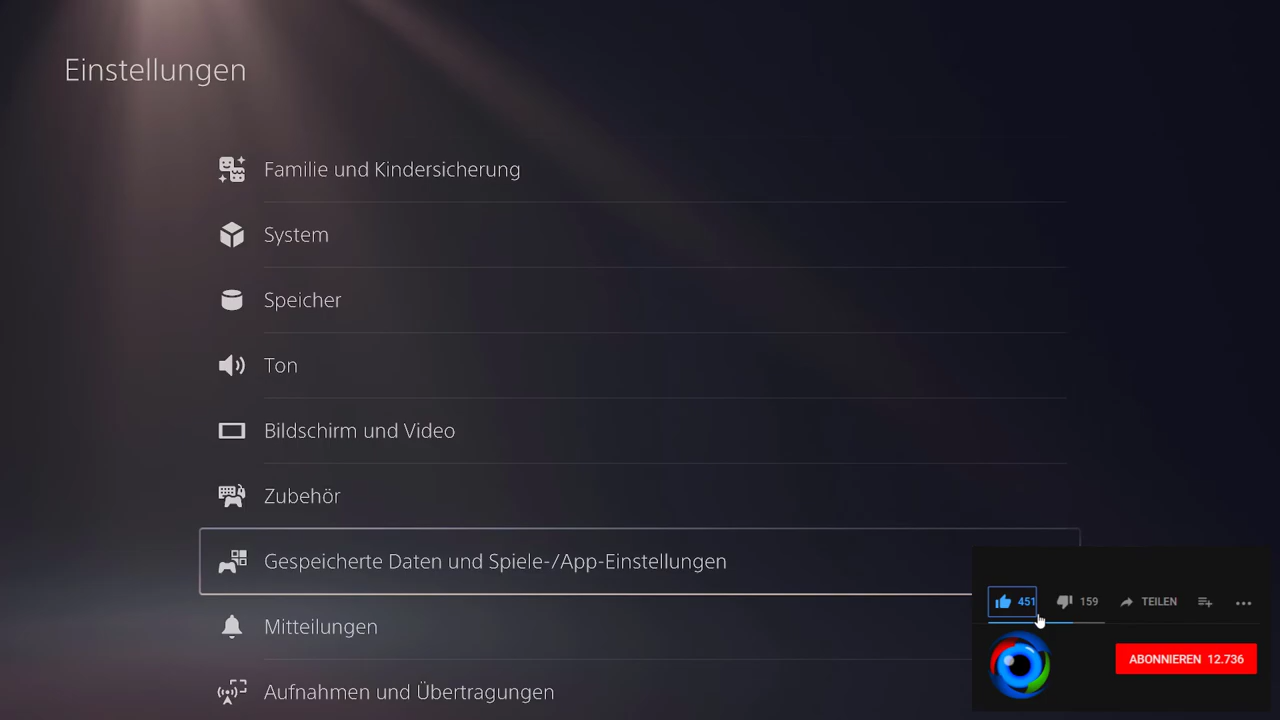 Einstellungen
Familie und Kindersicherung
System
Speicher
Ton
Bildschirm und Video
Zubehör
Gespeicherte Daten und Spiele-/App-Einstellungen
Mitteilungen
Aufnahmen und Übertragungen
451 159 TEILEN
ABONNIEREN 12.736